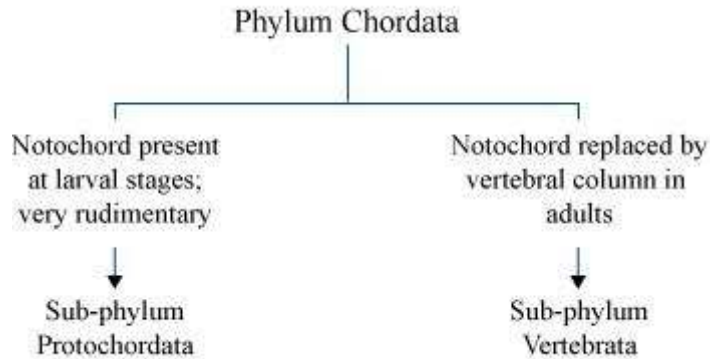 Phylum Chordata
Notochord present
at larval stages;
very rudimentary
Sub-phylum
Protochordata
Notochord replaced by
vertebral column in
adults
Sub-phylum
Vertebrata